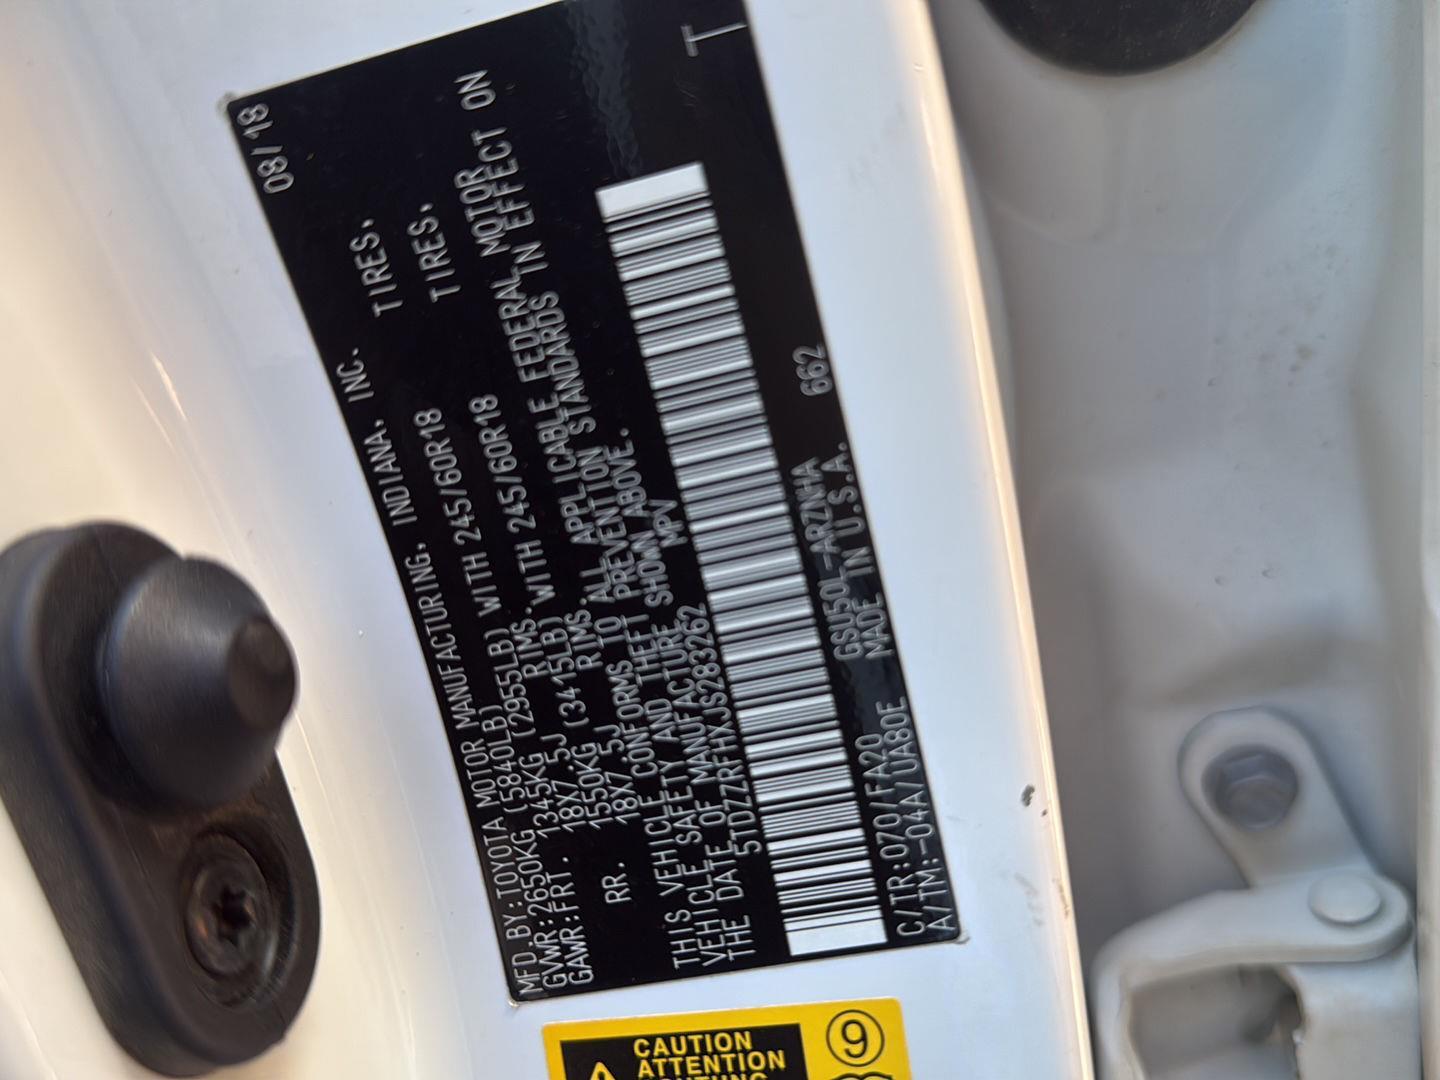 MFD. BY: TOYOTA MOTOR MANUFACTURING, INDIANA, INC. 08/18
GVWR: 2650KG (5840LB)
GAWR: FRT. 1345KG (2955LB) WITH 245/60R18 TIRES,
18X7.5J RIMS.
RR. 1550KG (3415LB) WITH 245/60R18 TIRES,
18X7.5J RIMS.
THIS VEHICLE CONFORMS TO ALL APPLICABLE FEDERAL MOTOR
VEHICLE SAFETY AND THEFT PREVENTION STANDARDS IN EFFECT ON
THE DATE OF MANUFACTURE SHOWN ABOVE.
5TDZZRFHXJS283262 MPV
C/TR: 070/FA20 GSU50L-ARZNHA 662
A/TM: -04A/UA80E MADE IN U.S.A.
T
CAUTION
ATTENTION
9